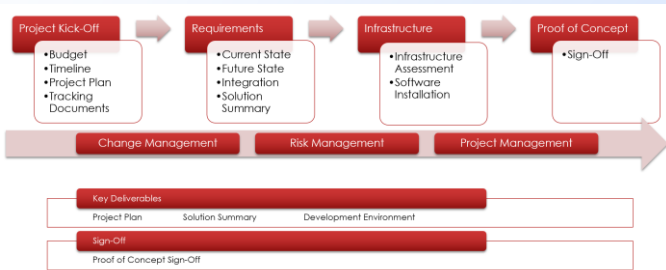 Project Kick-Off
•Budget
•Timeline
•Project Plan
•Tracking
Documents
Requirements
•Current State
•Future State
•Integration
•Solution
Summary
Infrastructure
•Infrastructure
Assessment
•Software
Installation
Proof of Concept
•Sign-Off
Change Management
Risk Management
Project Management
Key Deliverables
Project Plan Solution Summary Development Environment
Sign-Off
Proof of Concept Sign-Off